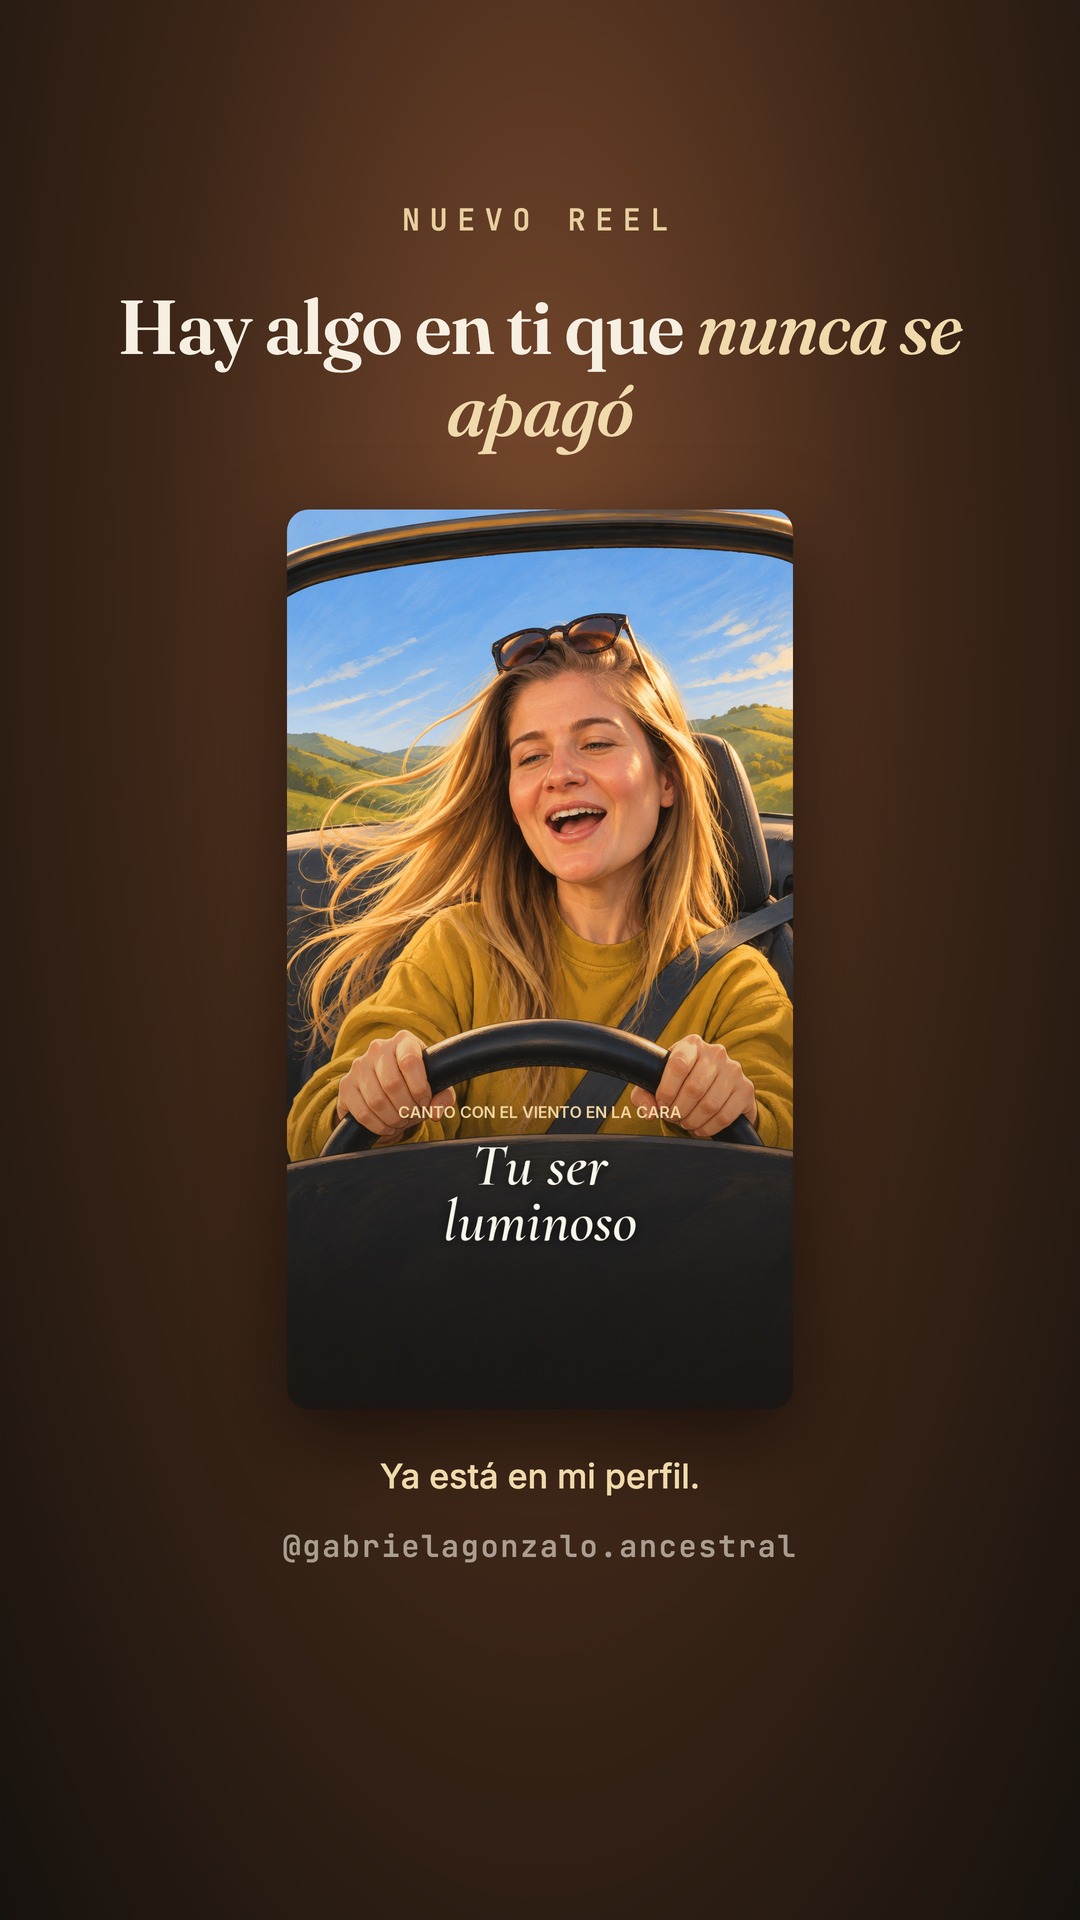 NUEVO REEL
Hay algo en ti que nunca se
apagó
CANTO CON EL VIENTO EN LA CARA
Tu ser
luminoso
Ya está en mi perfil.
@gabrielagonzalo.ancestral